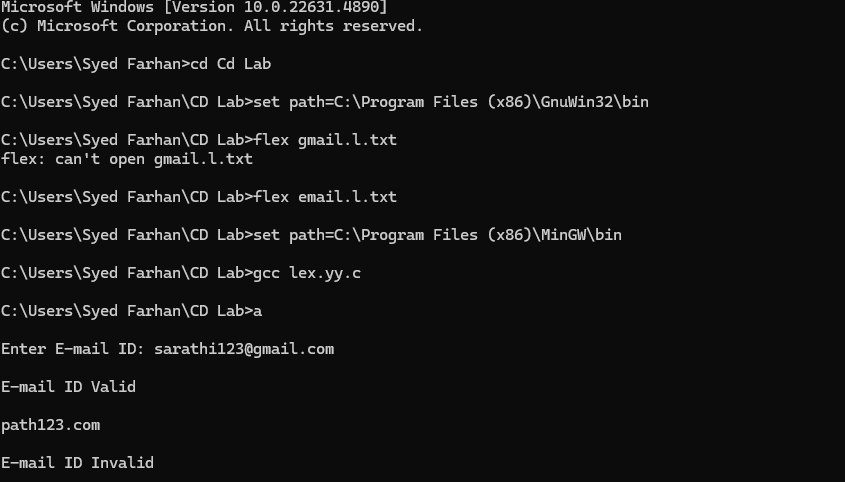 Microsoft Windows [Version 10.0.22631.4890]
(c) Microsoft Corporation. All rights reserved.
C:\Users\Syed Farhan>cd Cd Lab
C:\Users\Syed Farhan\CD Lab>set path=C:\Program Files (x86)\GnuWin32\bin
C:\Users\Syed Farhan\CD Lab>flex gmail.l.txt
flex: can't open gmail.l.txt
C:\Users\Syed Farhan\CD Lab>flex email.l.txt
C:\Users\Syed Farhan\CD Lab>set path=C:\Program Files (x86)\MinGW\bin
C:\Users\Syed Farhan\CD Lab>gcc lex.yy.c
C:\Users\Syed Farhan\CD Lab>a
Enter E-mail ID: sarathi123@gmail.com
E-mail ID Valid
path123.com
E-mail ID Invalid